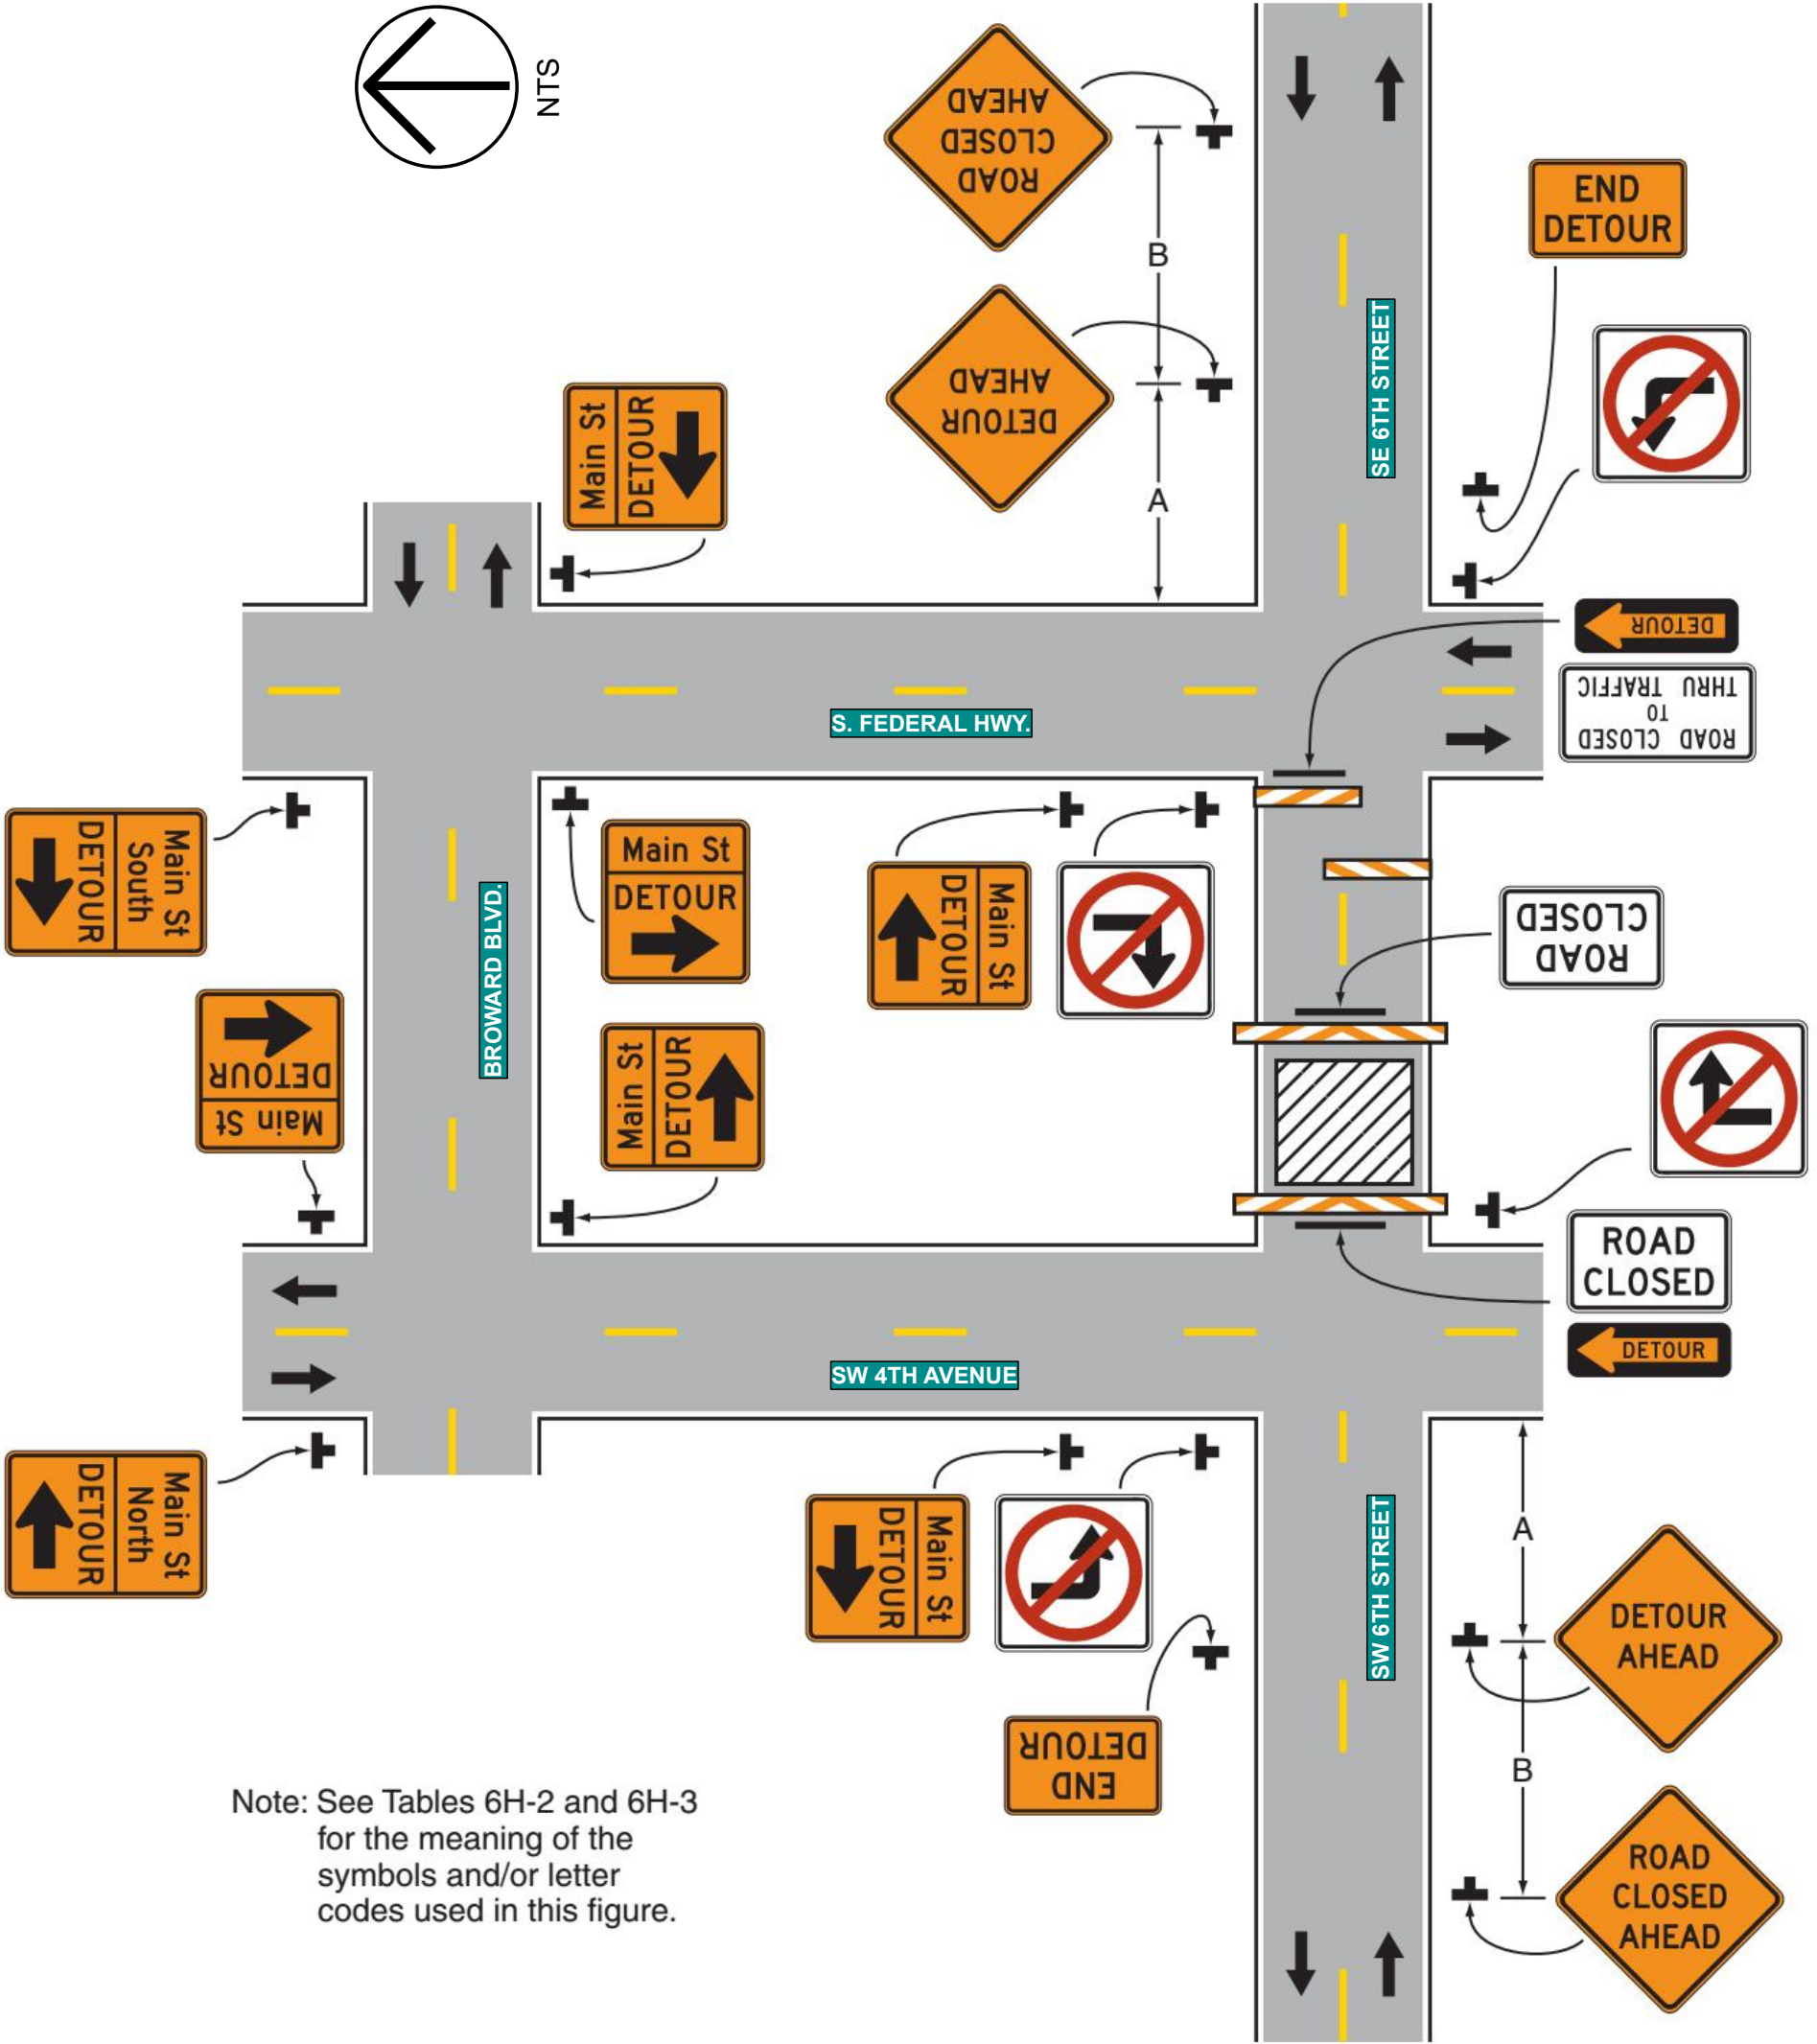 NTS
ROAD
CLOSED
AHEAD
END
DETOUR
B
DETOUR
AHEAD
SE 6TH STREET
Main St
DETOUR
A
DETOUR
ROAD CLOSED
TO
THRU TRAFFIC
S. FEDERAL HWY.
Main St
South
DETOUR
Main St
DETOUR
Main St
DETOUR
BROWARD BLVD.
ROAD
CLOSED
Main St
DETOUR
Main St
DETOUR
ROAD
CLOSED
DETOUR
SW 4TH AVENUE
Main St
North
DETOUR
Main St
DETOUR
SW 6TH STREET
A
DETOUR
AHEAD
END
DETOUR
B
ROAD
CLOSED
AHEAD
Note: See Tables 6H-2 and 6H-3
for the meaning of the
symbols and/or letter
codes used in this figure.